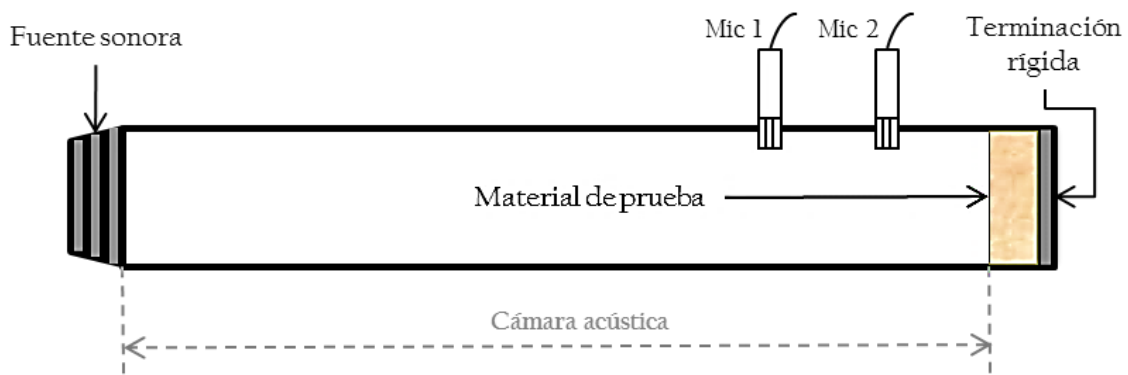 Fuente sonora
Mic 1
Mic 2
Terminación
rígida
Material de prueba
Cámara acústica